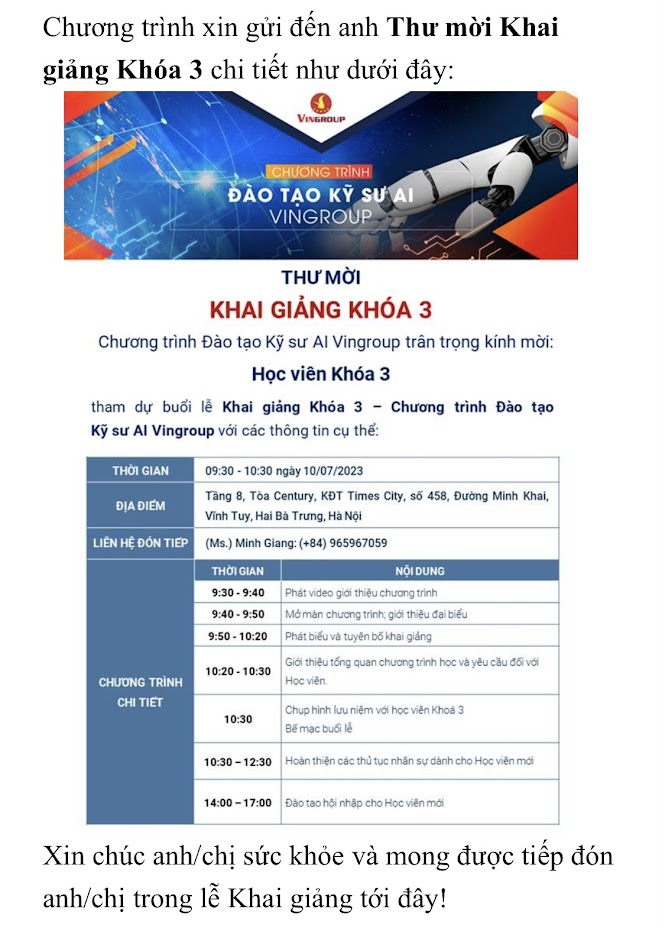 Chương trình xin gửi đến anh Thư mời Khai
giảng Khóa 3 chi tiết như dưới đây:
VINGROUP
CHƯƠNG TRÌNH
ĐÀO TẠO KỸ SƯ AI
VINGROUP
THƯ MỜI
KHAI GIẢNG KHÓA 3
Chương trình Đào tạo Kỹ sư AI Vingroup trân trọng kính mời:
Học viên Khóa 3
tham dự buổi lễ Khai giảng Khóa 3 – Chương trình Đào tạo
Kỹ sư AI Vingroup với các thông tin cụ thể:
THỜI GIAN 09:30 - 10:30 ngày 10/07/2023
ĐỊA ĐIỂM Tầng 8, Tòa Century, KĐT Times City, số 458, Đường Minh Khai,
Vĩnh Tuy, Hai Bà Trưng, Hà Nội
LIÊN HỆ ĐÓN TIẾP (Ms.) Minh Giang: (+84) 965967059
CHƯƠNG TRÌNH
CHI TIẾT
THỜI GIAN NỘI DUNG
9:30 - 9:40 Phát video giới thiệu chương trình
9:40 - 9:50 Mở màn chương trình; giới thiệu đại biểu
9:50 - 10:20 Phát biểu và tuyên bố khai giảng
10:20 - 10:30 Giới thiệu tổng quan chương trình học và yêu cầu đối với
Học viên.
10:30 Chụp hình lưu niệm với học viên Khoá 3
Bế mạc buổi lễ
10:30 – 12:30 Hoàn thiện các thủ tục nhân sự dành cho Học viên mới
14:00 – 17:00 Đào tạo hội nhập cho Học viên mới
Xin chúc anh/chị sức khỏe và mong được tiếp đón
anh/chị trong lễ Khai giảng tới đây!